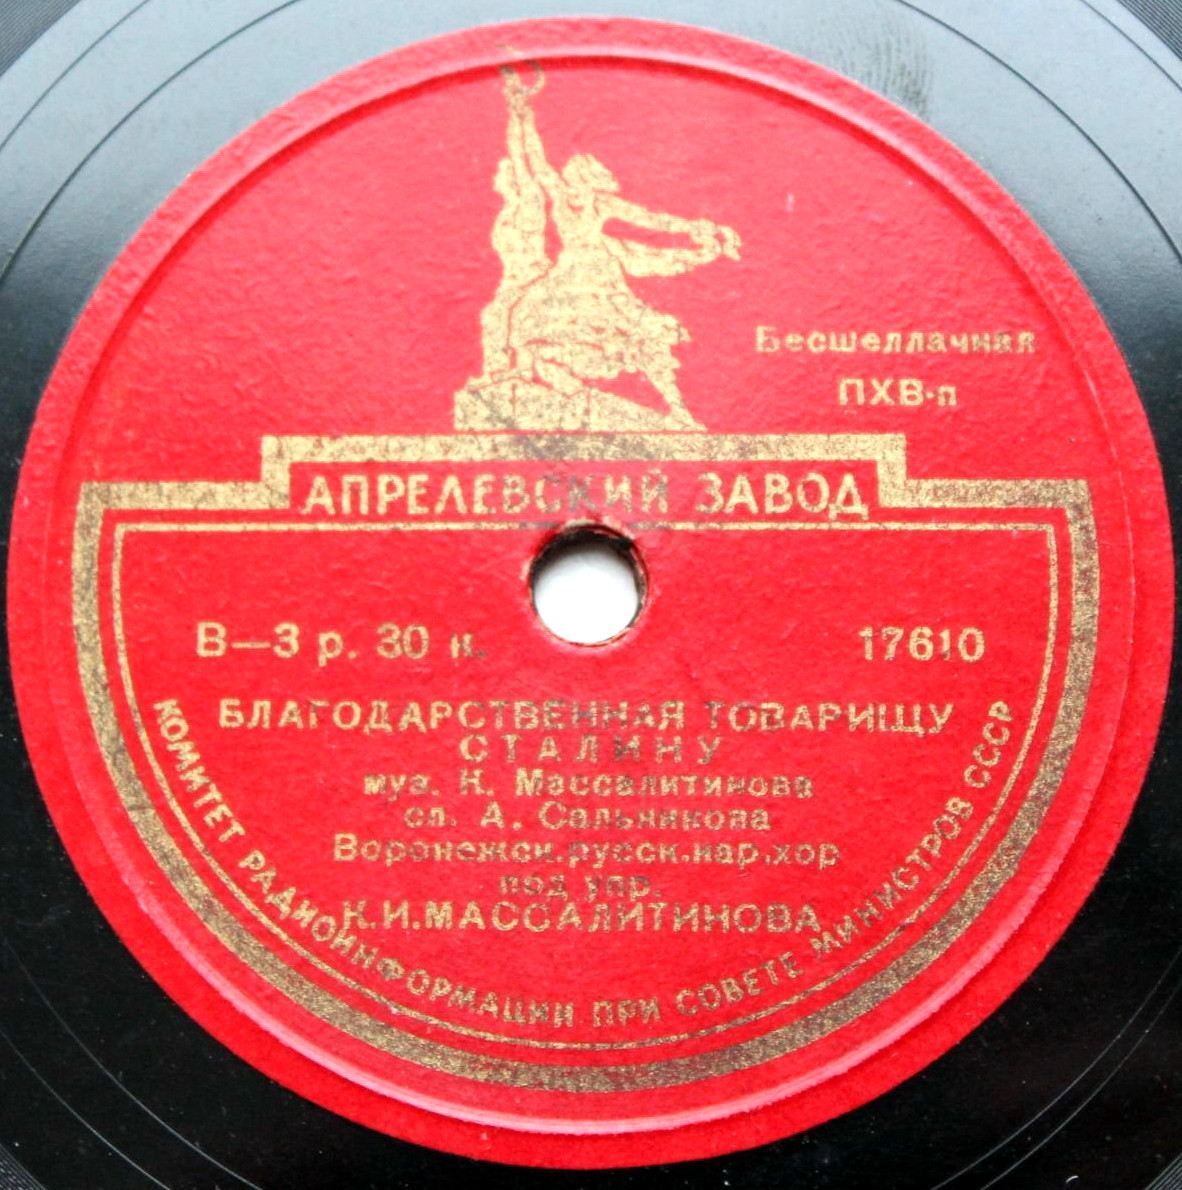 Бесшеллачная
ПХВ-п
АПРЕЛЕВСКИЙ ЗАВОД
В—3 р. 30 к.
17610
БЛАГОДАРСТВЕННАЯ ТОВАРИЩУ
СТАЛИНУ
муз. К. Массалитинова
сл. А. Сальникова
Воронежск.русск.нар.хор
под упр.
К.И.МАССАЛИТИНОВА
КОМИТЕТ РАДИОИНФОРМАЦИИ ПРИ СОВЕТЕ МИНИСТРОВ СССР